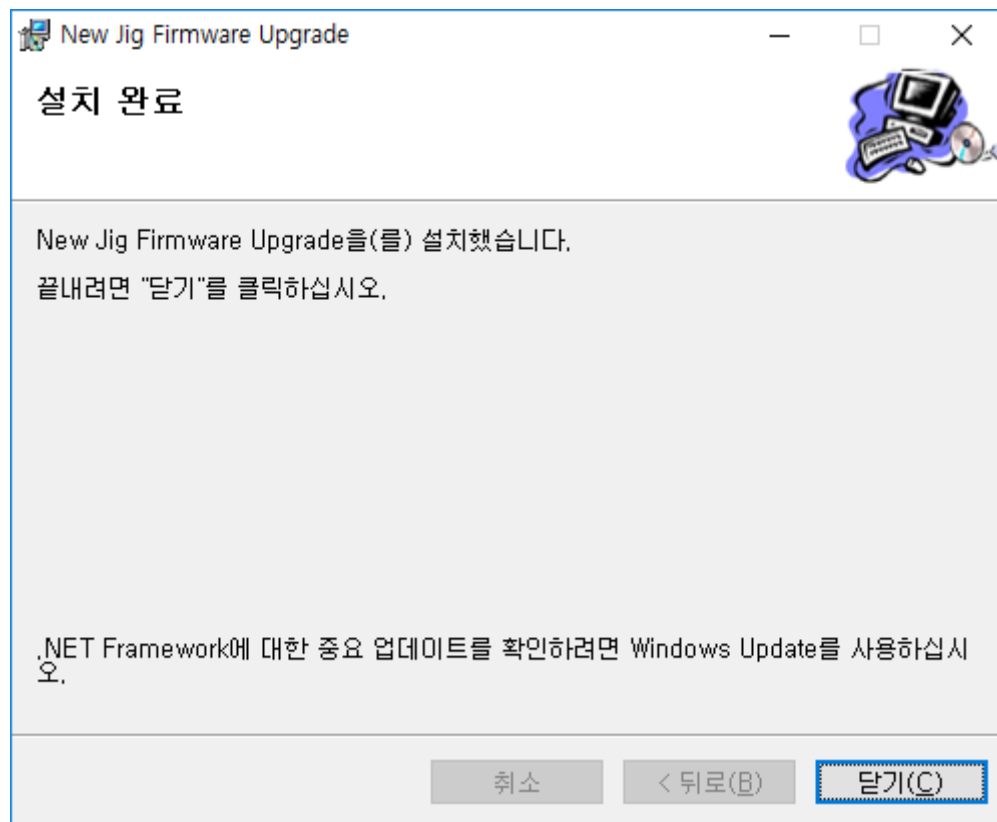 New Jig Firmware Upgrade
설치 완료
New Jig Firmware Upgrade을(를) 설치했습니다.
끝내려면 "닫기"를 클릭하십시오.
.NET Framework에 대한 중요 업데이트를 확인하려면 Windows Update를 사용하십시
오.
취소
< 뒤로(B)
닫기(C)